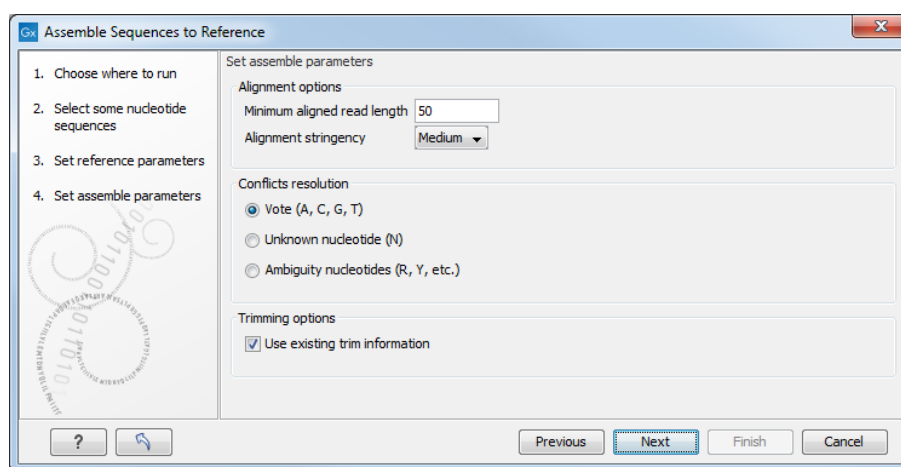 Gx Assemble Sequences to Reference
1. Choose where to run
2. Select some nucleotide
sequences
3. Set reference parameters
4. Set assemble parameters
Set assemble parameters
Alignment options
Minimum aligned read length 50
Alignment stringency Medium
Conflicts resolution
Vote (A, C, G, T)
Unknown nucleotide (N)
Ambiguity nucleotides (R, Y, etc.)
Trimming options
Use existing trim information
? Previous Next Finish Cancel